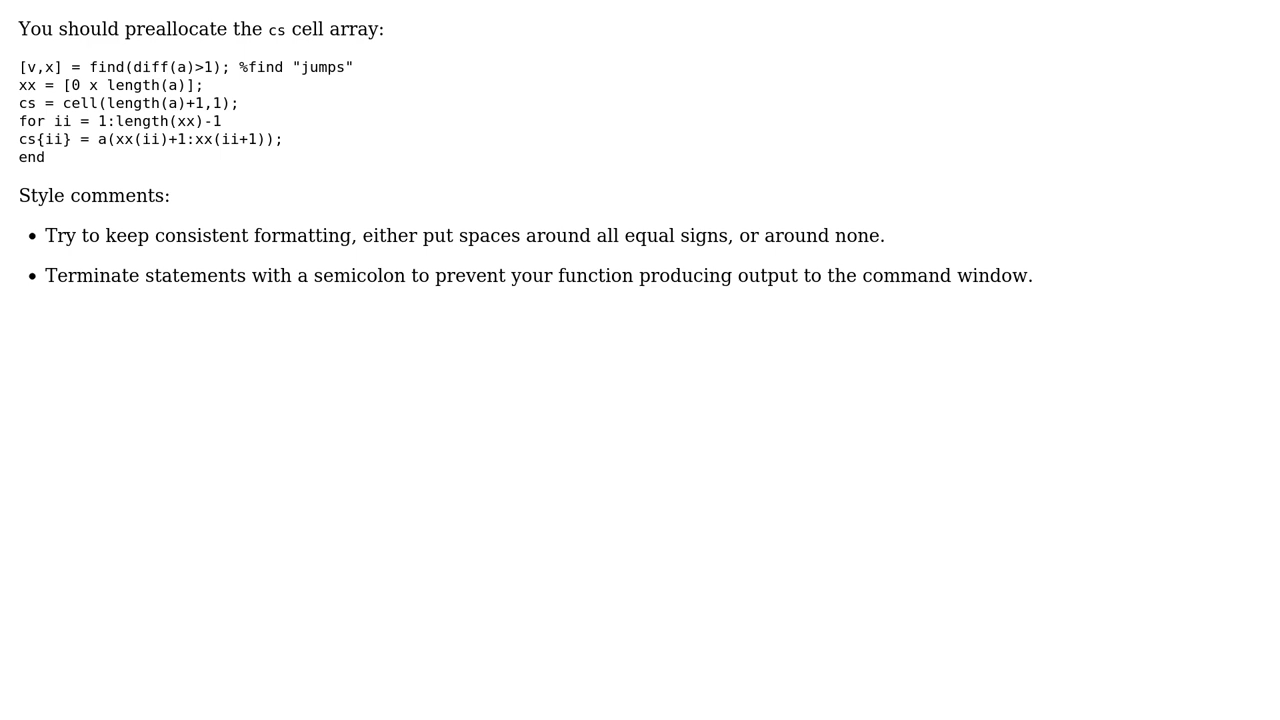 You should preallocate the cs cell array:
[v,x] = find(diff(a)>1); %find "jumps"
xx = [0 x length(a)];
cs = cell(length(a)+1,1);
for ii = 1:length(xx)-1
cs{ii} = a(xx(ii)+1:xx(ii+1));
end
Style comments:
• Try to keep consistent formatting, either put spaces around all equal signs, or around none.
• Terminate statements with a semicolon to prevent your function producing output to the command window.